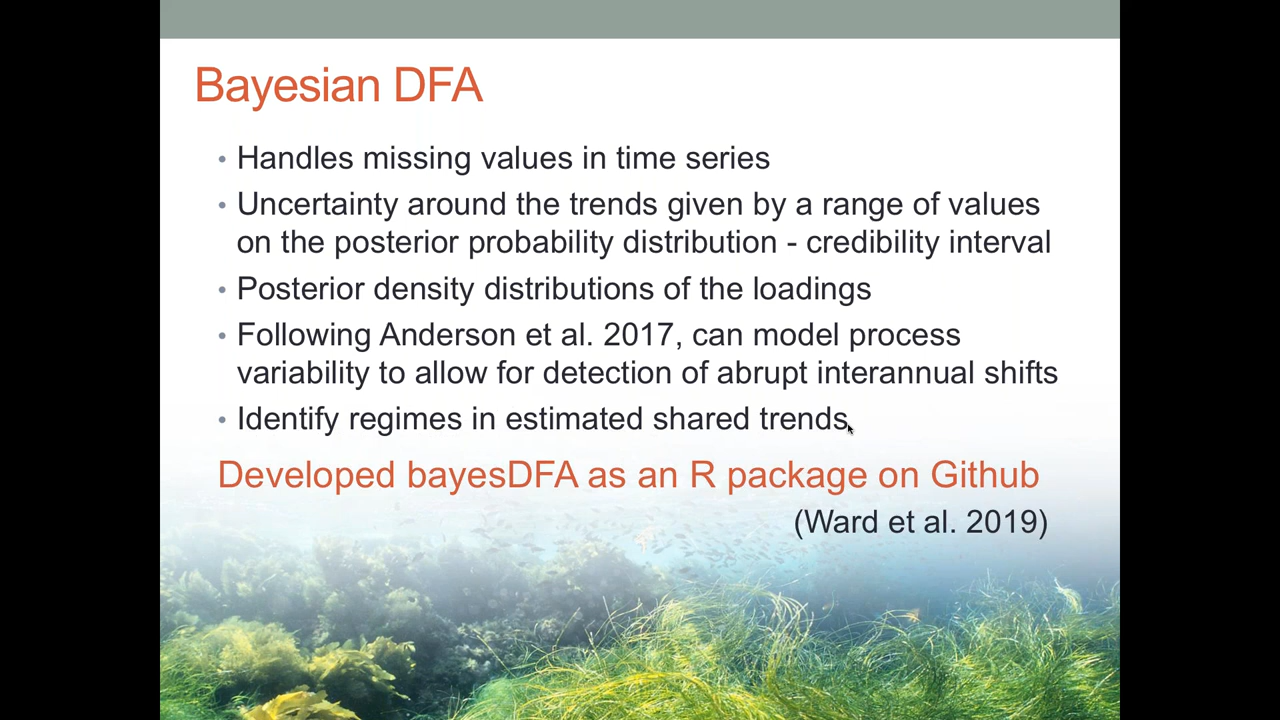 Bayesian DFA
• Handles missing values in time series
• Uncertainty around the trends given by a range of values
on the posterior probability distribution - credibility interval
• Posterior density distributions of the loadings
• Following Anderson et al. 2017, can model process
variability to allow for detection of abrupt interannual shifts
• Identify regimes in estimated shared trends
Developed bayesDFA as an R package on Github
(Ward et al. 2019)